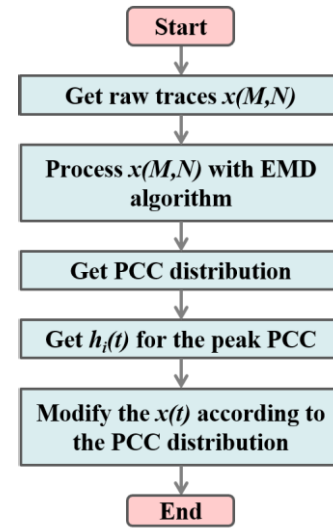 Start
Get raw traces x(M,N)
Process x(M,N) with EMD
algorithm
Get PCC distribution
Get hi(t) for the peak PCC
Modify the x(t) according to
the PCC distribution
End